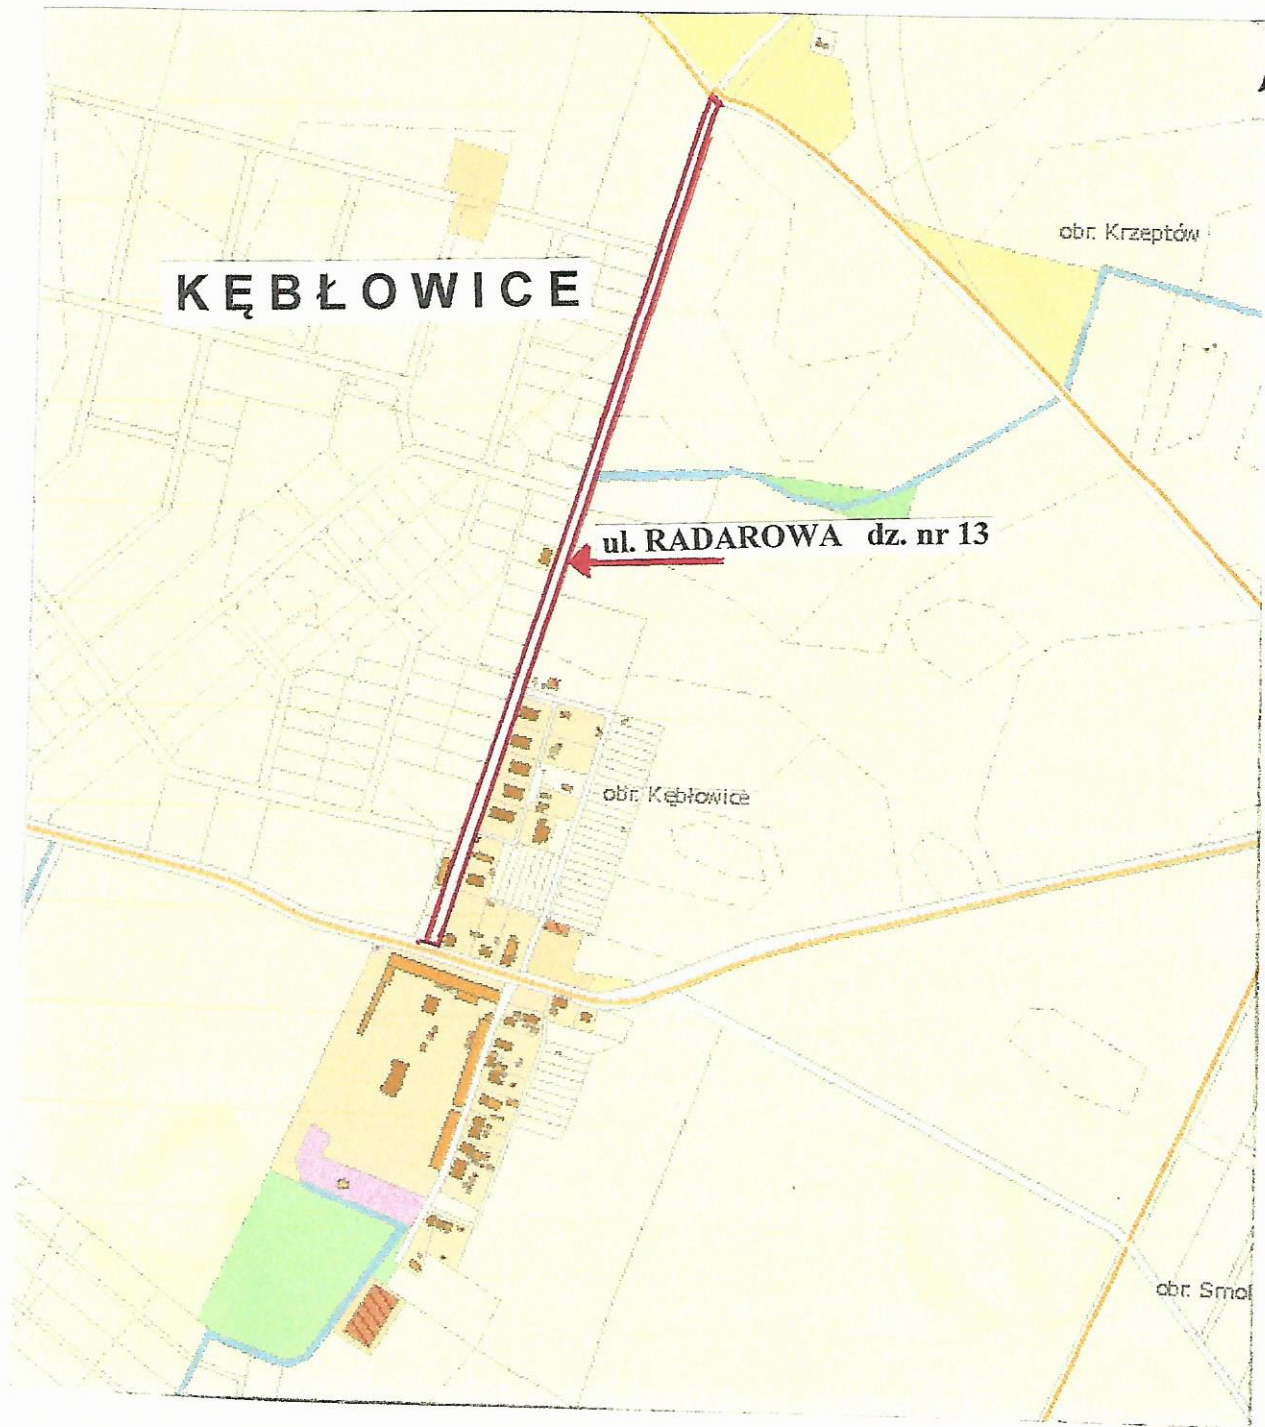 obr. Krzeptów
KĘBŁOWICE
ul. RADAROWA dz. nr 13
obr. Kębłowice
obr. Smol